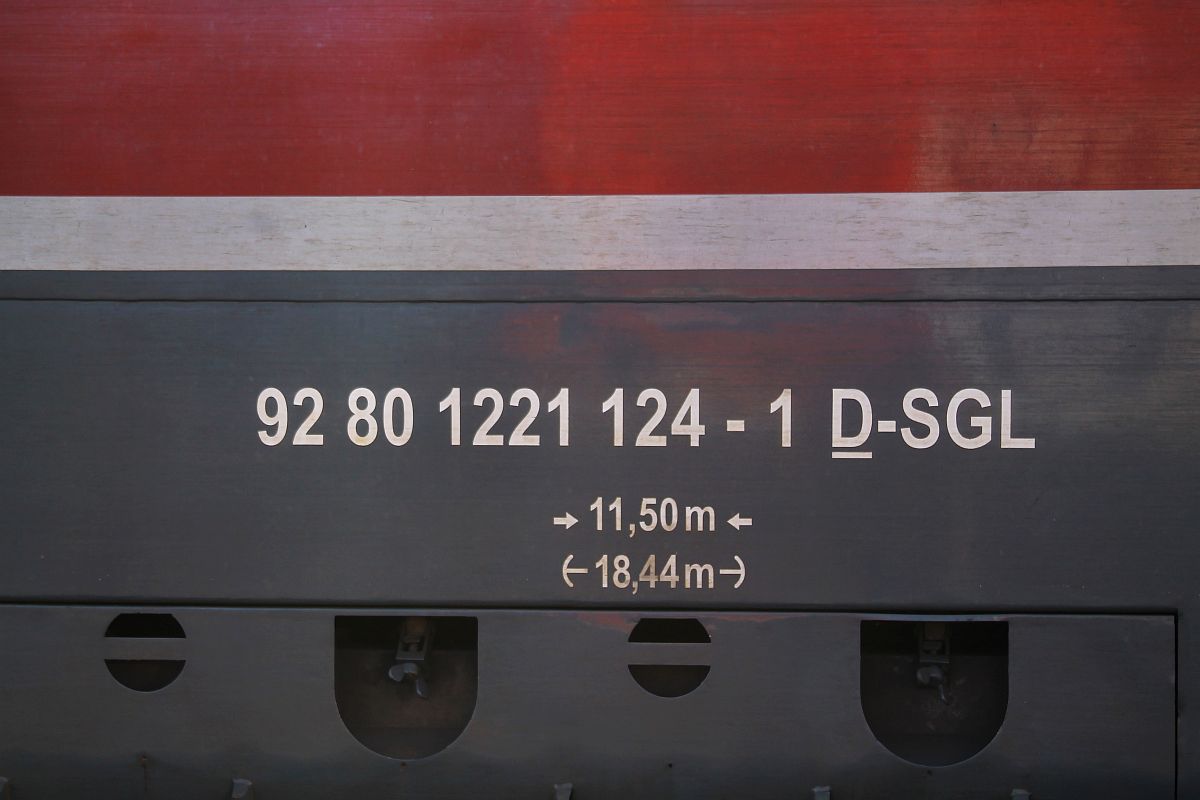 92 80 1221 124 - 1 D-SGL
→ 11,50 m ←
(- 18,44 m -)